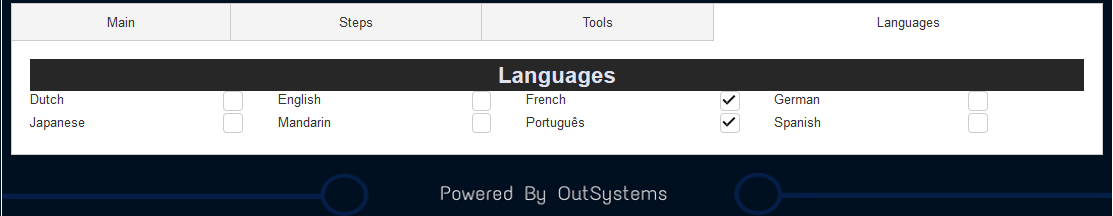 Main Steps Tools Languages
Languages
Dutch English French German
Japanese Mandarin Português Spanish
Powered By OutSystems